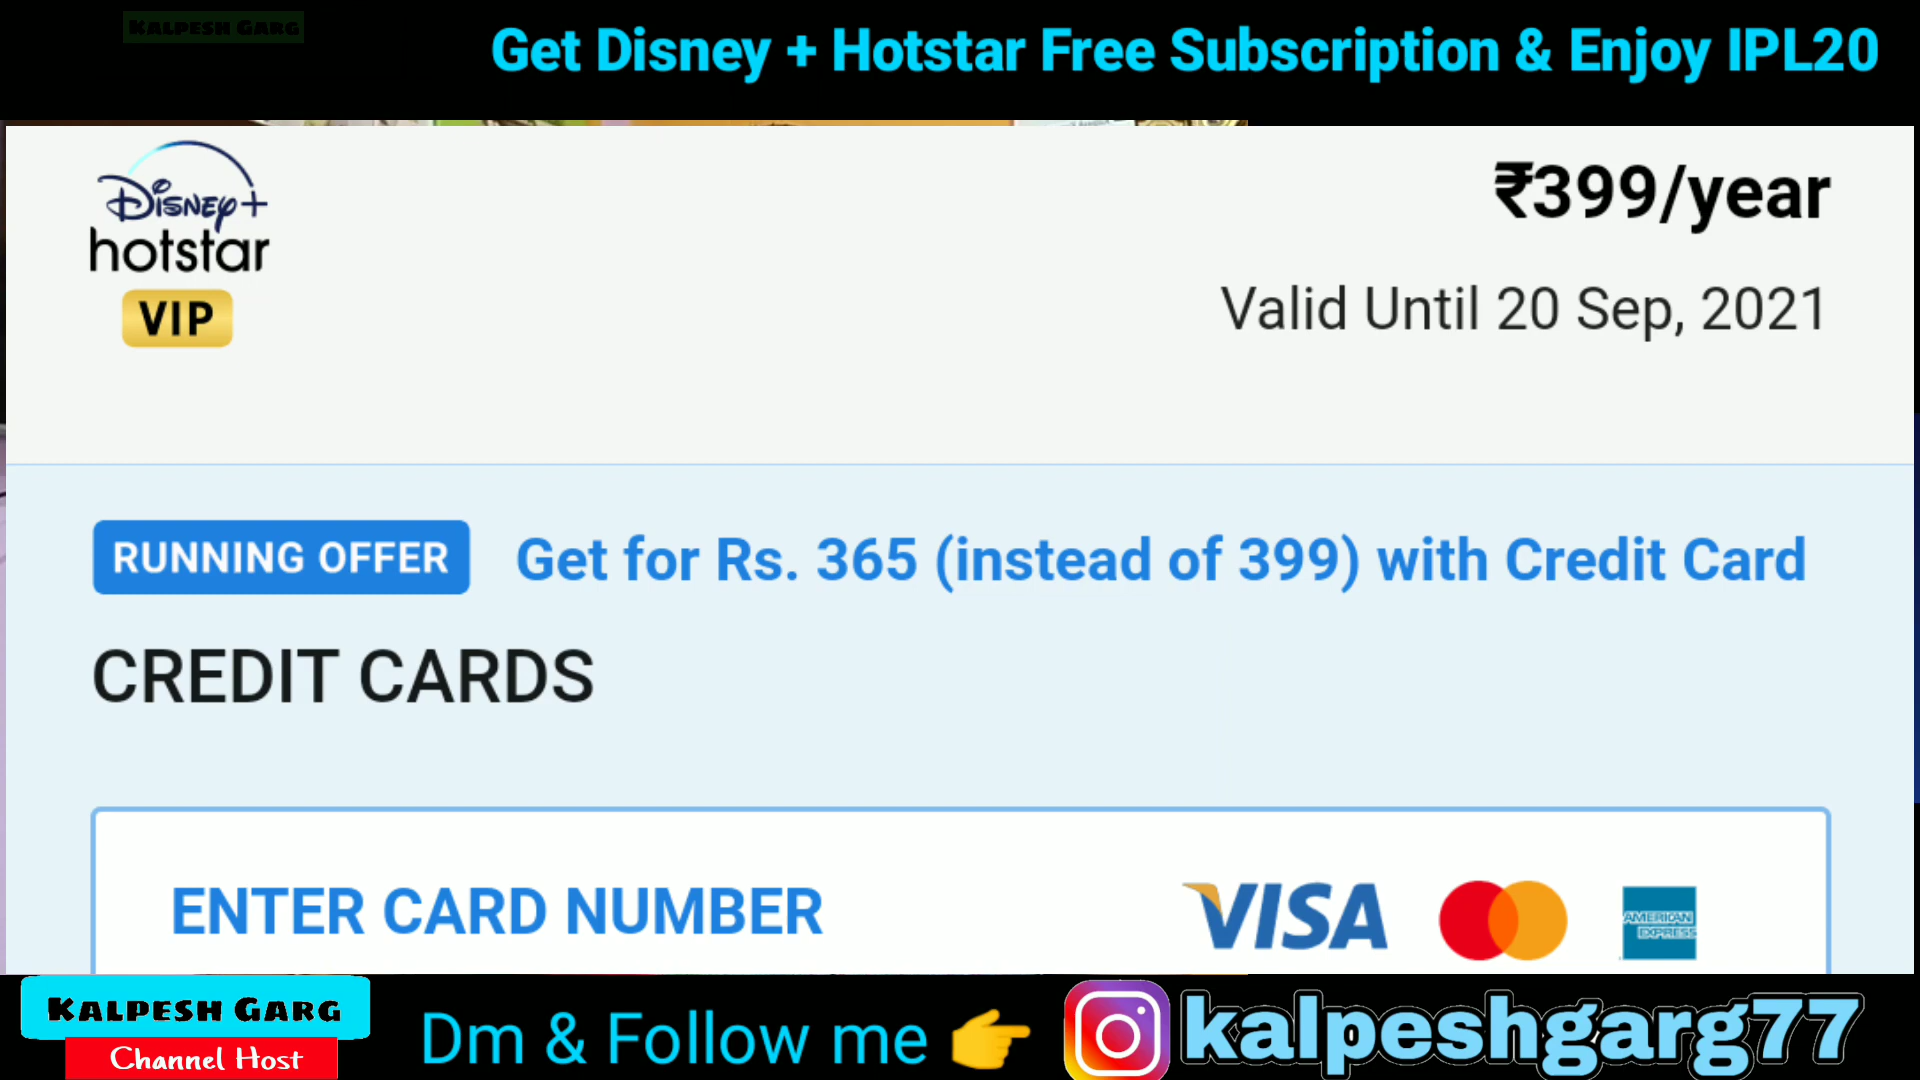 KALPESH GARG
Get Disney + Hotstar Free Subscription & Enjoy IPL20
Disney+
hotstar
VIP
₹399/year
Valid Until 20 Sep, 2021
RUNNING OFFER Get for Rs. 365 (instead of 399) with Credit Card
CREDIT CARDS
ENTER CARD NUMBER VISA AMERICAN EXPRESS
KALPESH GARG
Channel Host
Dm & Follow me 👉 kalpeshgarg77